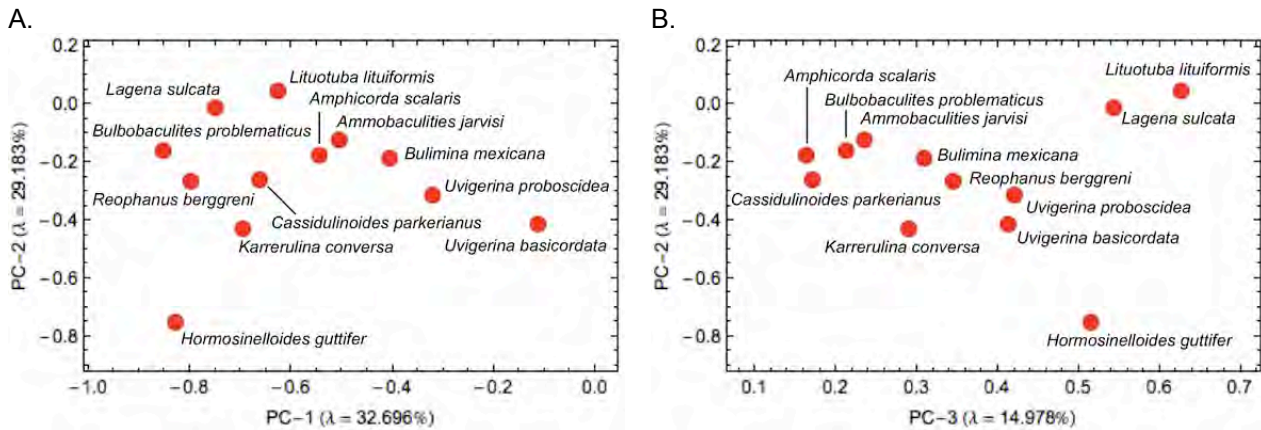 A.
0.2
0.0
−0.2
−0.4
−0.6
−0.8
PC−2 (λ = 29.183%)
Lituotuba lituiformis
Lagena sulcata
Amphicorda scalaris
Ammobaculities jarvisi
Bulbobaculites problematicus
Bulimina mexicana
Reophanus berggreni
Uvigerina proboscidea
Cassidulinoides parkerianus
Karrerulina conversa
Uvigerina basicordata
Hormosinelloides guttifer
−1.0 −0.8 −0.6 −0.4 −0.2 0.0
PC−1 (λ = 32.696%)
B.
0.2
0.0
−0.2
−0.4
−0.6
−0.8
PC−2 (λ = 29.183%)
Lituotuba lituiformis
Amphicorda scalaris
Bulbobaculites problematicus
Lagena sulcata
Ammobaculities jarvisi
Bulimina mexicana
Reophanus berggreni
Cassidulinoides parkerianus
Uvigerina proboscidea
Karrerulina conversa
Uvigerina basicordata
Hormosinelloides guttifer
0.1 0.2 0.3 0.4 0.5 0.6 0.7
PC−3 (λ = 14.978%)